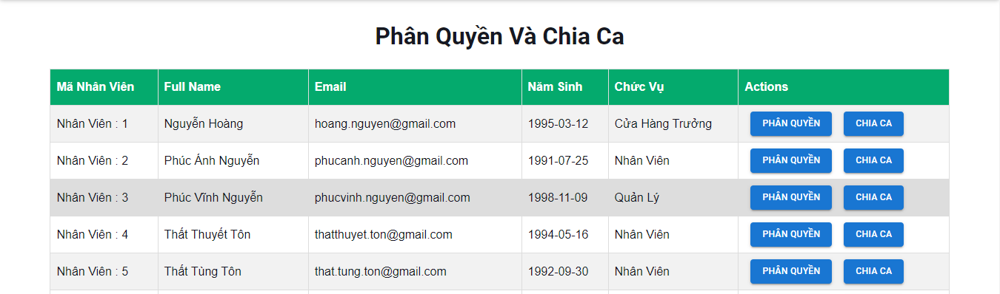 Phân Quyền Và Chia Ca
Mã Nhân Viên Full Name Email Năm Sinh Chức Vụ Actions
Nhân Viên : 1 Nguyễn Hoàng hoang.nguyen@gmail.com 1995-03-12 Cửa Hàng Trưởng PHÂN QUYỀN CHIA CA
Nhân Viên : 2 Phúc Ánh Nguyễn phucanh.nguyen@gmail.com 1991-07-25 Nhân Viên PHÂN QUYỀN CHIA CA
Nhân Viên : 3 Phúc Vĩnh Nguyễn phucvinh.nguyen@gmail.com 1998-11-09 Quản Lý PHÂN QUYỀN CHIA CA
Nhân Viên : 4 Thất Thuyết Tôn thatthuyet.ton@gmail.com 1994-05-16 Nhân Viên PHÂN QUYỀN CHIA CA
Nhân Viên : 5 Thất Tùng Tôn that.tung.ton@gmail.com 1992-09-30 Nhân Viên PHÂN QUYỀN CHIA CA